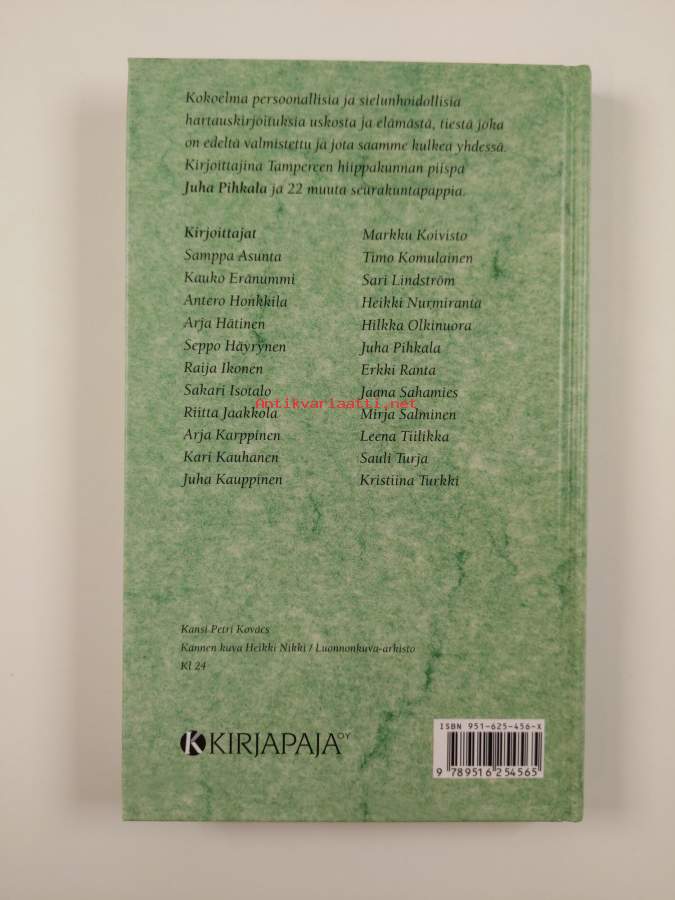 Kokoelma persoonallisia ja sielunhoidollisia
hartauskirjoituksia uskosta ja elämästä, tiestä joka
on edeltä valmistettu ja jota saamme kulkea yhdessä.
Kirjoittajina Tampereen hiippakunnan piispa
Juha Pihkala ja 22 muuta seurakuntapappia.
Kirjoittajat
Samppa Asunta
Kauko Eränummi
Antero Honkkila
Arja Hätinen
Seppo Häyrynen
Raija Ikonen
Sakari Isotalo
Riitta Jaakkola
Arja Karppinen
Kari Kauhanen
Juha Kauppinen
Markku Koivisto
Timo Komulainen
Sari Lindström
Heikki Nurmiranta
Hilkka Olkinuora
Juha Pihkala
Erkki Ranta
Jaana Sahamies
Mirja Salminen
Leena Tiilikka
Sauli Turja
Kristiina Turkki
Antikvariaatti.net
Kansi Petri Kovács
Kannen kuva Heikki Nikki / Luonnonkuva-arkisto
Kl 24
K KIRJAPAJA OY
ISBN 951-625-456-X
9 789516 254565